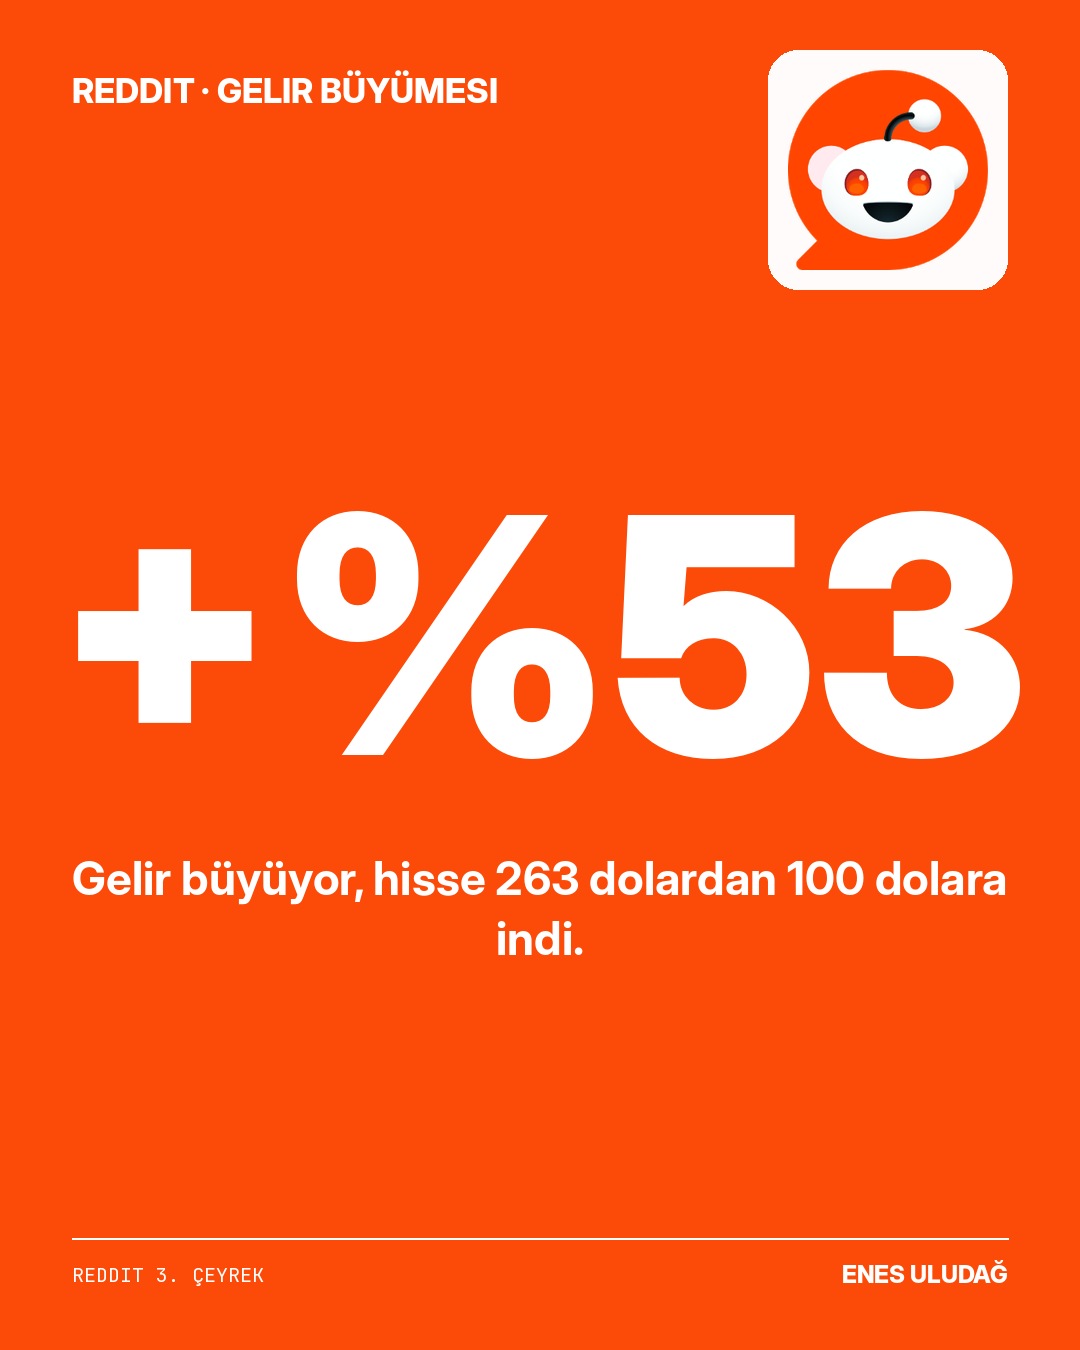 REDDIT · GELIR BÜYÜMESI
+%53
Gelir büyüyor, hisse 263 dolardan 100 dolara
indi.
REDDIT 3. ÇEYREK
ENES ULUDAĞ